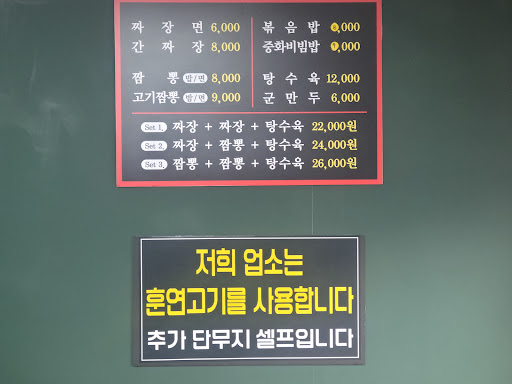 짜장면 6,000
간짜장 8,000
짬뽕 밥/면 8,000
고기짬뽕 밥/면 9,000
볶음밥 8,000
중화비빔밥 ,000
탕수육 12,000
군만두 6,000
Set 1. 짜장 + 짜장 + 탕수육 22,000원
Set 2. 짜장 + 짬뽕 + 탕수육 24,000원
Set 3. 짬뽕 + 짬뽕 + 탕수육 26,000원
저희 업소는
훈연고기를 사용합니다
추가 단무지 셀프입니다